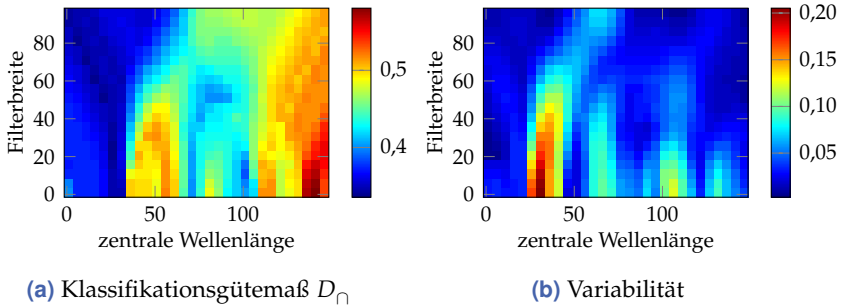 80
60
40
20
0
0 50 100
Filterbreite
zentrale Wellenlänge
0,5
0,4
80
60
40
20
0
0 50 100
Filterbreite
zentrale Wellenlänge
0,20
0,15
0,10
0,05
(a) Klassifikationsgütemaß D∩
(b) Variabilität